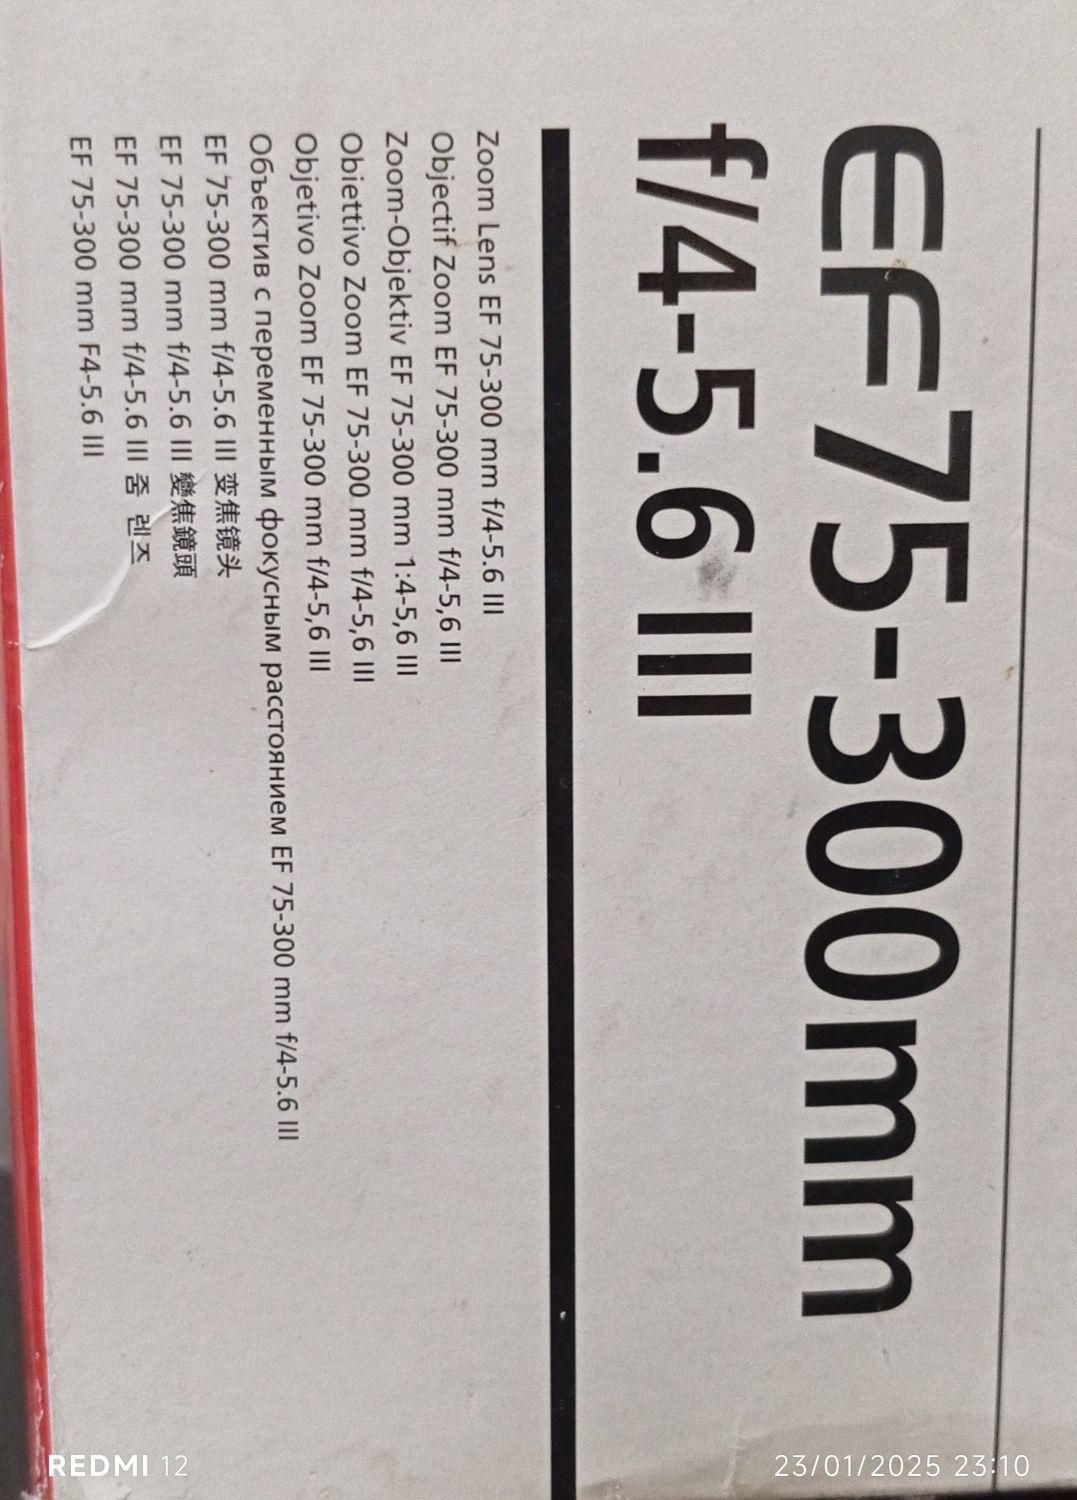 EF75-300mm
f/4-5.6 III
Zoom Lens EF 75-300 mm f/4-5.6 III
Objectif Zoom EF 75-300 mm f/4-5,6 III
Zoom-Objektiv EF 75-300 mm 1:4-5,6 III
Obiettivo Zoom EF 75-300 mm f/4-5,6 III
Objetivo Zoom EF 75-300 mm f/4-5,6 III
Объектив с переменным фокусным расстоянием EF 75-300 mm f/4-5.6 III
EF 75-300 mm f/4-5.6 III 变焦镜头
EF 75-300 mm f/4-5.6 III 變焦鏡頭
EF 75-300 mm f/4-5.6 III 줌 렌즈
EF 75-300 mm F4-5.6 III
REDMI 12
23/01/2025 23:10